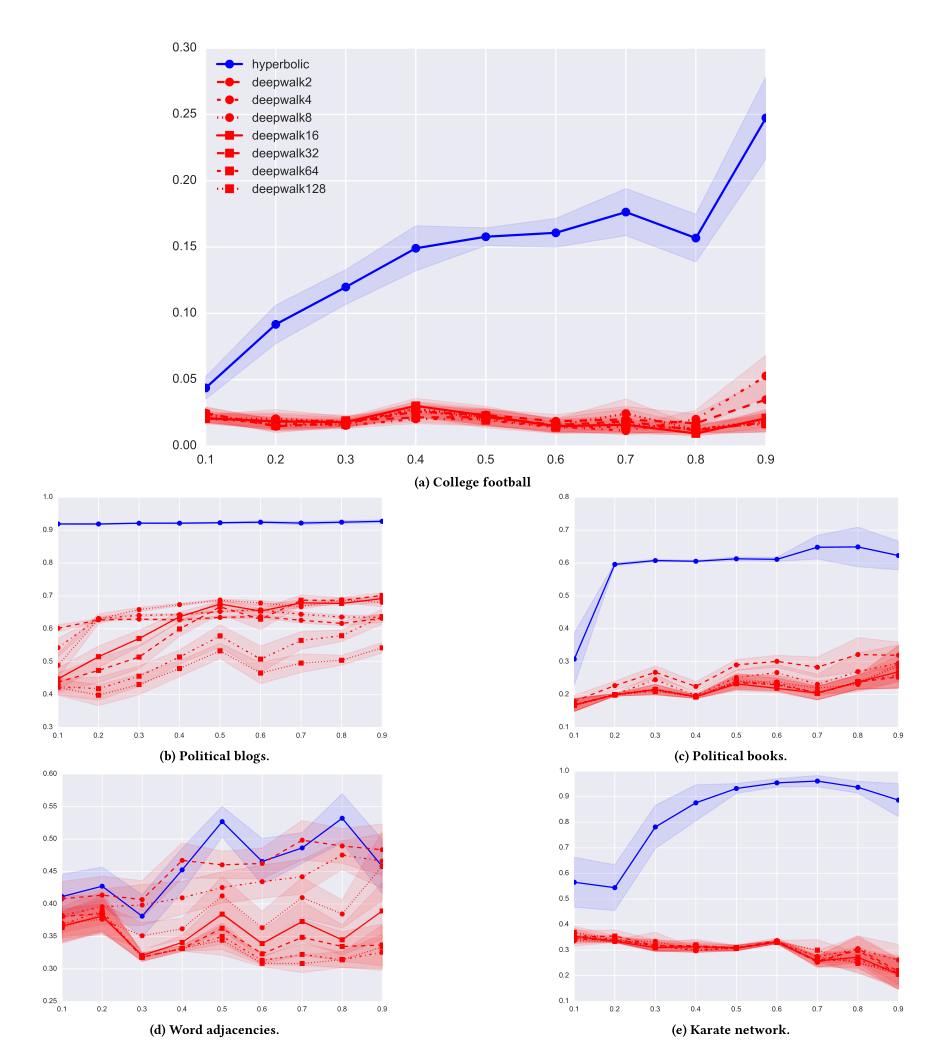 0.30
0.25
0.20
0.15
0.10
0.05
0.00
hyperbolic
deepwalk2
deepwalk4
deepwalk8
deepwalk16
deepwalk32
deepwalk64
deepwalk128
0.1 0.2 0.3 0.4 0.5 0.6 0.7 0.8 0.9
(a) College football
1.0
0.9
0.8
0.7
0.6
0.5
0.4
0.3
0.1 0.2 0.3 0.4 0.5 0.6 0.7 0.8 0.9
(b) Political blogs.
0.8
0.7
0.6
0.5
0.4
0.3
0.2
0.1
0.1 0.2 0.3 0.4 0.5 0.6 0.7 0.8 0.9
(c) Political books.
0.60
0.55
0.50
0.45
0.40
0.35
0.30
0.25
0.1 0.2 0.3 0.4 0.5 0.6 0.7 0.8 0.9
(d) Word adjacencies.
1.0
0.9
0.8
0.7
0.6
0.5
0.4
0.3
0.2
0.1
0.1 0.2 0.3 0.4 0.5 0.6 0.7 0.8 0.9
(e) Karate network.